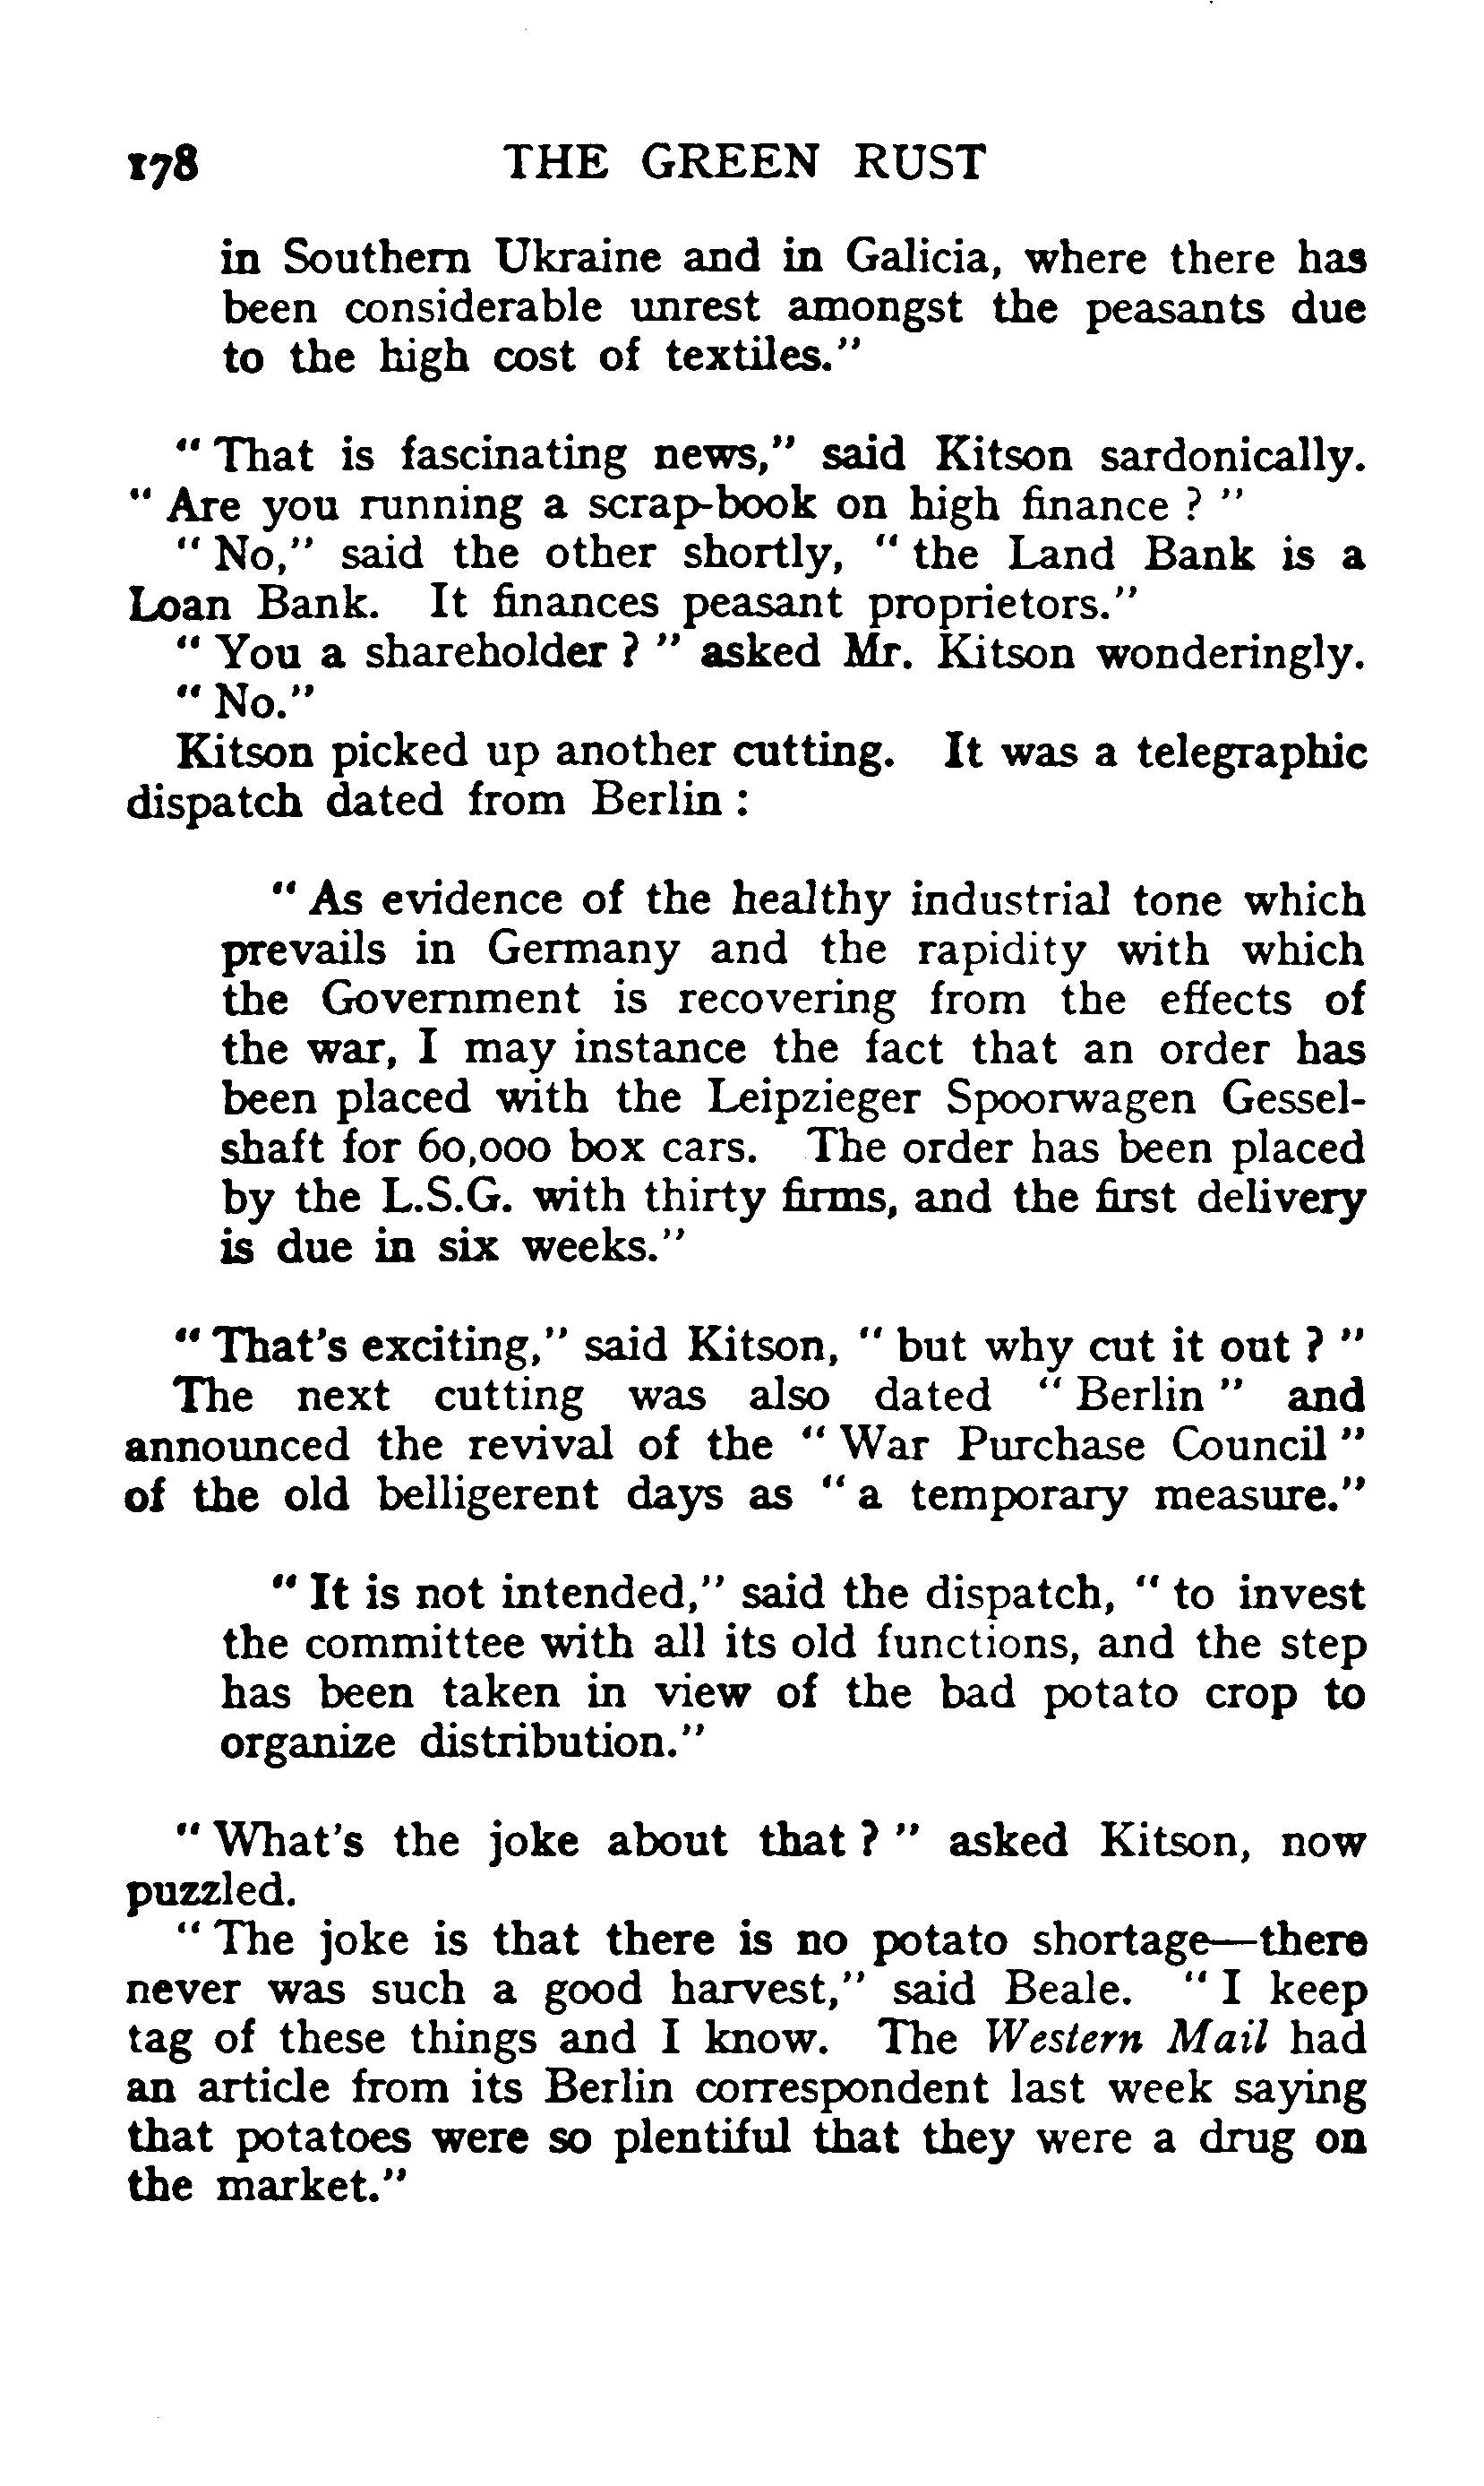 178 THE GREEN RUST
in Southern Ukraine and in Galicia, where there has
been considerable unrest amongst the peasants due
to the high cost of textiles."
" That is fascinating news," said Kitson sardonically.
" Are you running a scrap-book on high finance ? "
" No," said the other shortly, " the Land Bank is a
Loan Bank. It finances peasant proprietors."
" You a shareholder ? " asked Mr. Kitson wonderingly.
" No."
Kitson picked up another cutting. It was a telegraphic
dispatch dated from Berlin :
" As evidence of the healthy industrial tone which
prevails in Germany and the rapidity with which
the Government is recovering from the effects of
the war, I may instance the fact that an order has
been placed with the Leipzieger Spoorwagen Gessel-
shaft for 60,000 box cars. The order has been placed
by the L.S.G. with thirty firms, and the first delivery
is due in six weeks."
" That's exciting," said Kitson, " but why cut it out ? "
The next cutting was also dated " Berlin " and
announced the revival of the " War Purchase Council "
of the old belligerent days as " a temporary measure."
" It is not intended," said the dispatch, " to invest
the committee with all its old functions, and the step
has been taken in view of the bad potato crop to
organize distribution."
" What's the joke about that ? " asked Kitson, now
puzzled.
" The joke is that there is no potato shortage—there
never was such a good harvest," said Beale. " I keep
tag of these things and I know. The Western Mail had
an article from its Berlin correspondent last week saying
that potatoes were so plentiful that they were a drug on
the market."